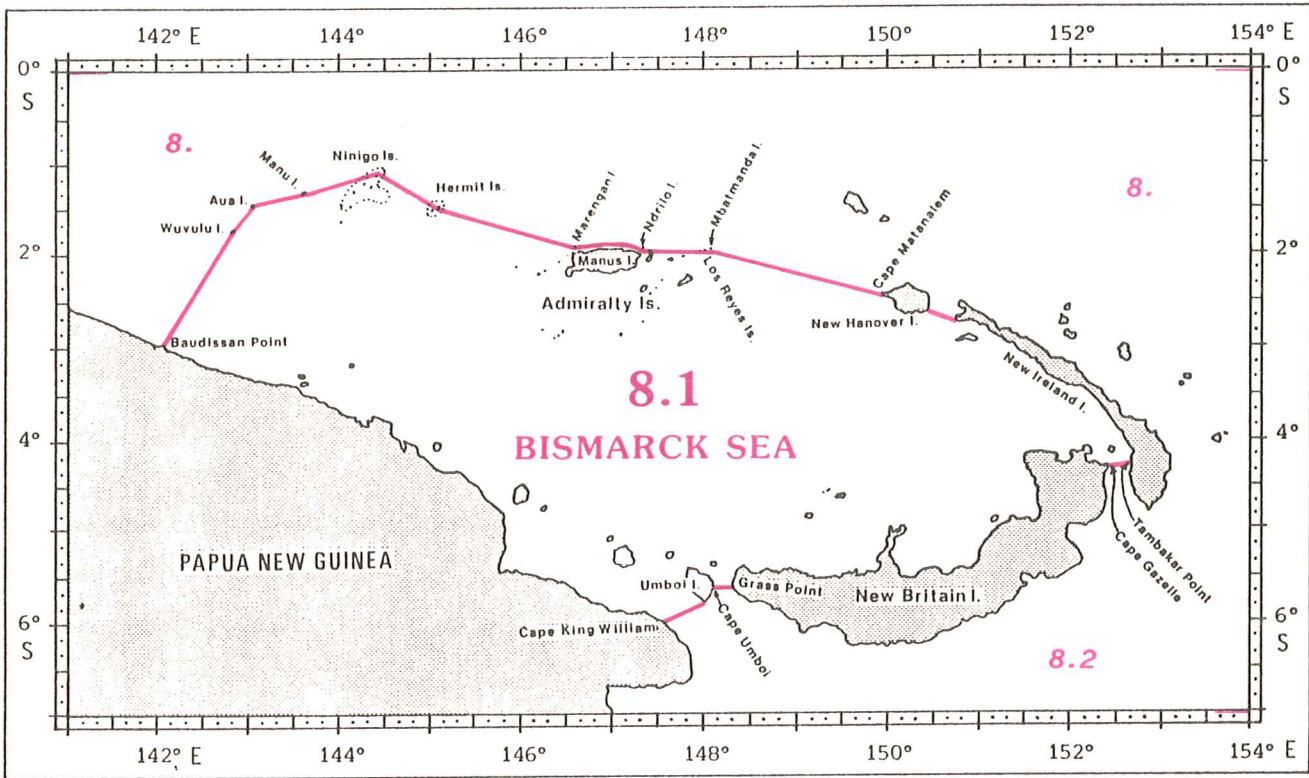 142° E
144°
146°
148°
150°
152°
154° E
0°
S
0°
S
8.
8.
Ninigo Is.
Manu I.
Hermit Is.
Aua I.
Wuvulu I.
Marengan I
Ndrilo I.
Mbatmanda I.
Cape Matanalem
2°
2°
Manus I.
Los Reyes Is
Admiralty Is.
New Hanover I.
Baudissan Point
New Ireland I.
8.1
BISMARCK SEA
4°
4°
Tambakar Point
Cape Gazelle
PAPUA NEW GUINEA
Umboi I.
Grass Point
New Britain I.
Cape King William
Cape Umboi
6°
S
6°
S
8.2
142°
E
144°
146°
148°
150°
152°
154° E